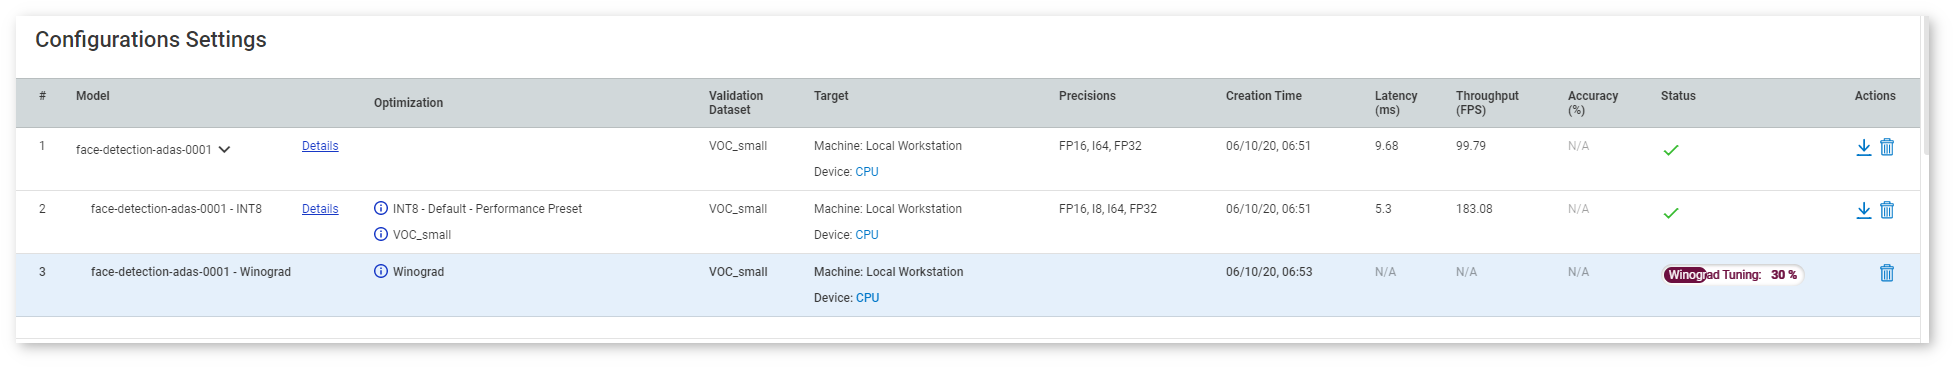 Configurations Settings
# Model Optimization Validation Dataset Target Precisions Creation Time Latency (ms) Throughput (FPS) Accuracy (%) Status Actions
1 face-detection-adas-0001 Details VOC_small Machine: Local Workstation FP16, I64, FP32 06/10/20, 06:51 9.68 99.79 N/A
Device: CPU
2 face-detection-adas-0001 - INT8 Details INT8 - Default - Performance Preset VOC_small Machine: Local Workstation FP16, I8, I64, FP32 06/10/20, 06:51 5.3 183.08 N/A
VOC_small Device: CPU
3 face-detection-adas-0001 - Winograd Winograd VOC_small Machine: Local Workstation 06/10/20, 06:53 N/A N/A N/A Winograd Tuning: 30 %
Device: CPU